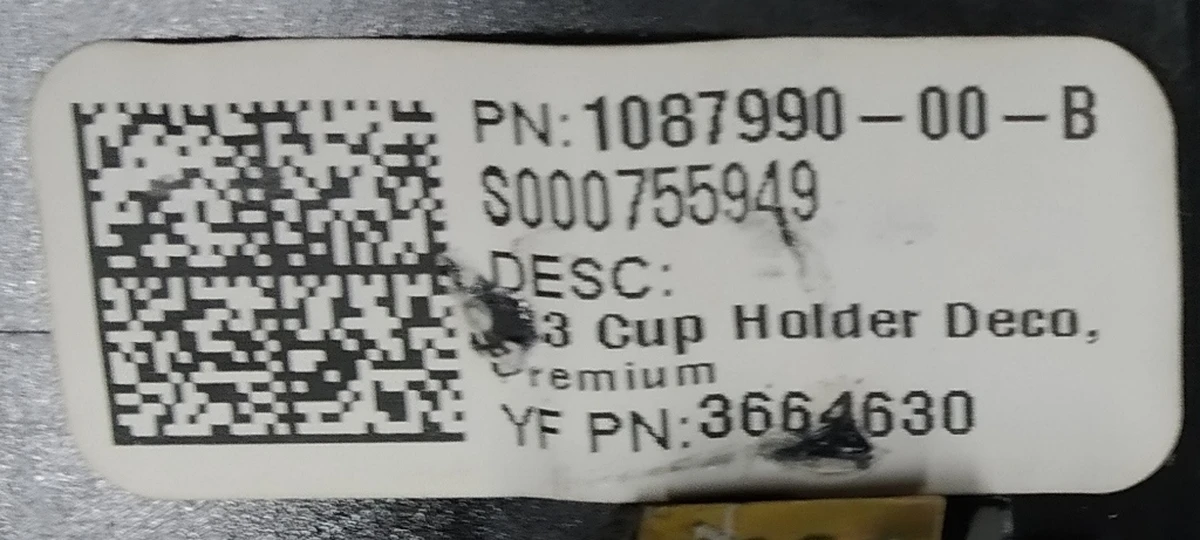 PN:1087990-00-B
S000755949
DESC:
Cup Holder Deco,
Premium
YF PN:3664630